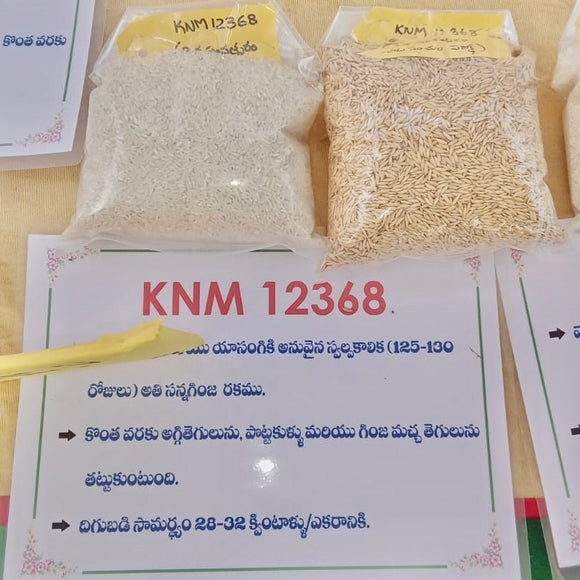 కొంత వరకు
KNM 12368
KNM 12368
KNM 12368
యాసంగికి అనువైన స్వల్పకాలిక (125-130
రోజులు) అతి సన్నగింజ రకము.
కొంత వరకు అగ్గితెగులును, పొట్టకుళ్ళు మరియు గింజ మచ్చ తెగులును
తట్టుకుంటుంది.
దిగుబడి సామర్థ్యం 28-32 క్వింటాళ్ళు/ఎకరానికి.